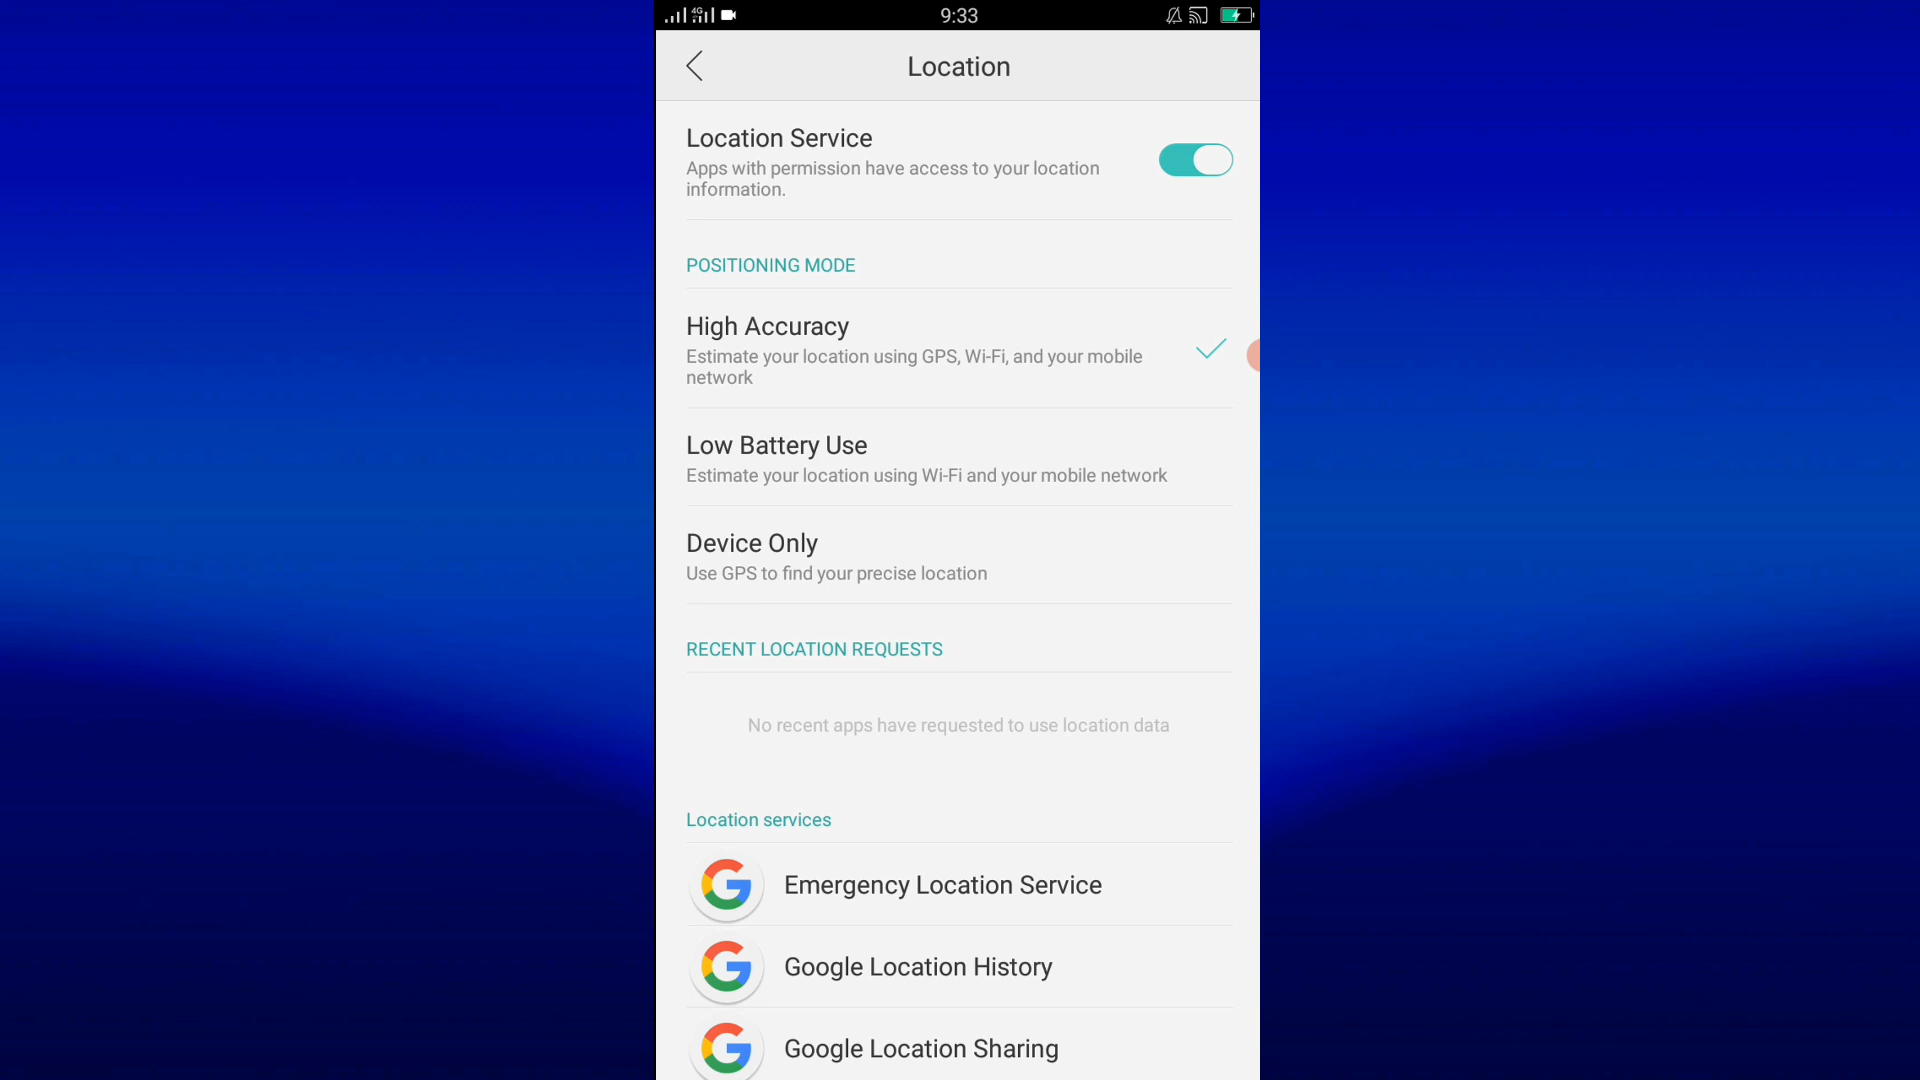 4G
9:33
Location
Location Service
Apps with permission have access to your location
information.
POSITIONING MODE
High Accuracy
Estimate your location using GPS, Wi-Fi, and your mobile
network
Low Battery Use
Estimate your location using Wi-Fi and your mobile network
Device Only
Use GPS to find your precise location
RECENT LOCATION REQUESTS
No recent apps have requested to use location data
Location services
Emergency Location Service
Google Location History
Google Location Sharing